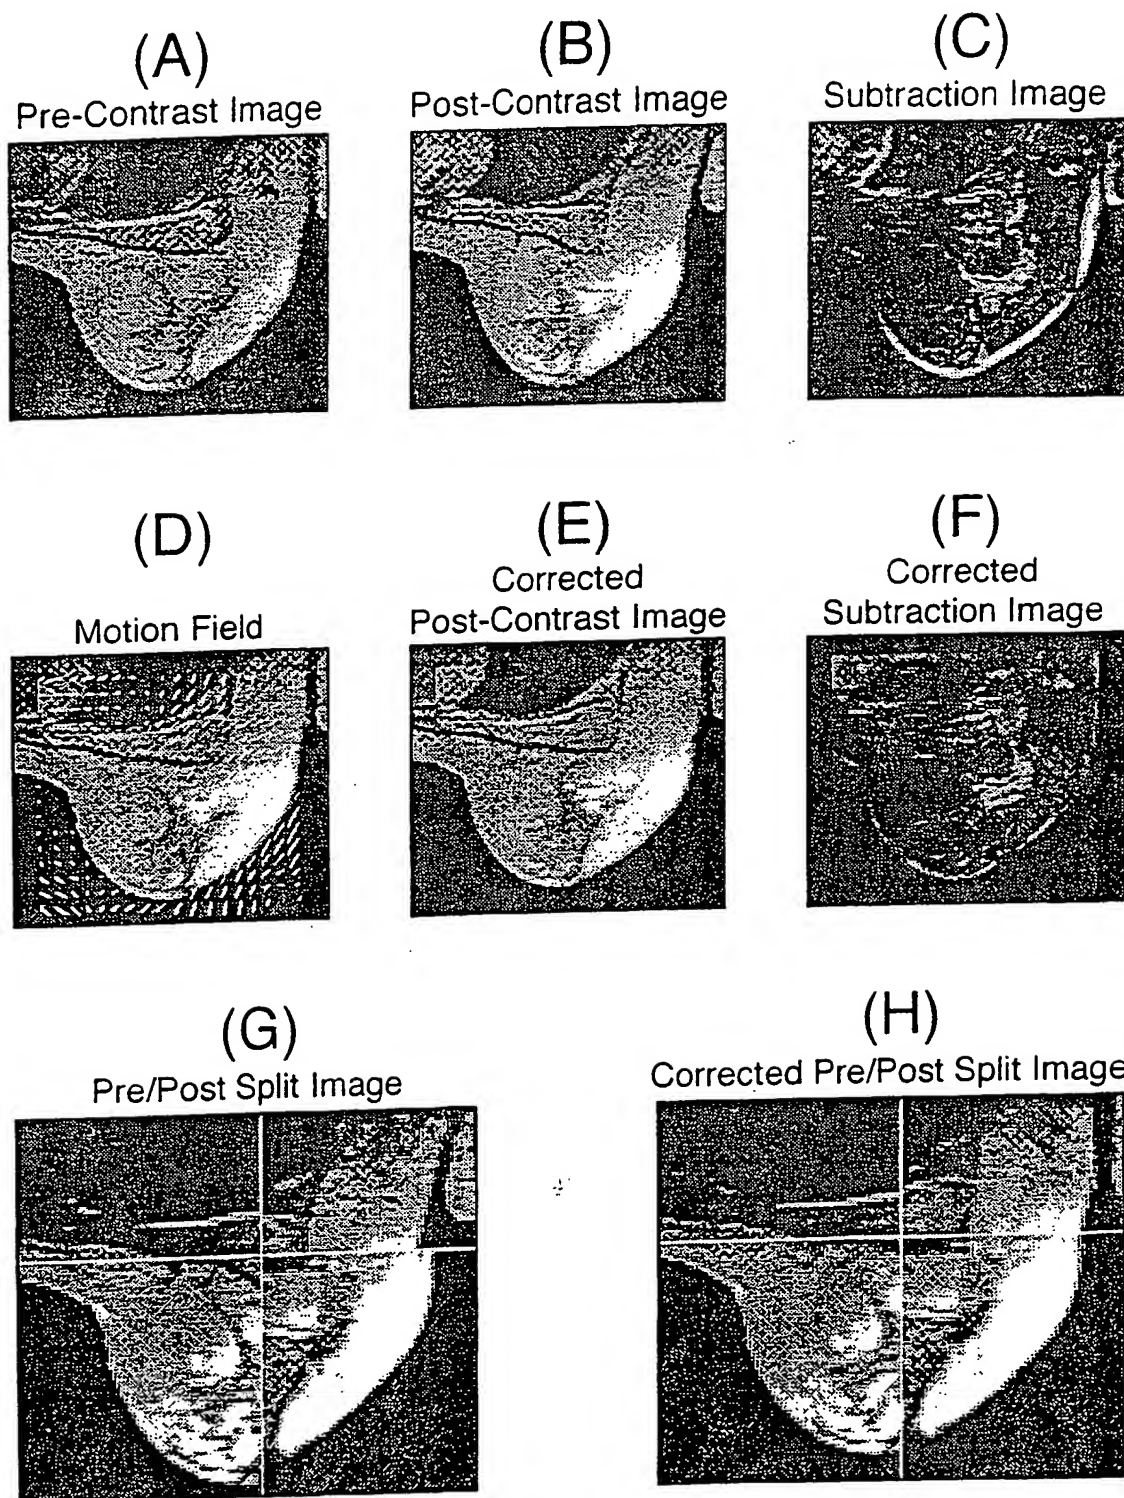 (A)
Pre-Contrast Image
(B)
Post-Contrast Image
(C)
Subtraction Image
(D)
Motion Field
(E)
Corrected
Post-Contrast Image
(F)
Corrected
Subtraction Image
(G)
Pre/Post Split Image
(H)
Corrected Pre/Post Split Image